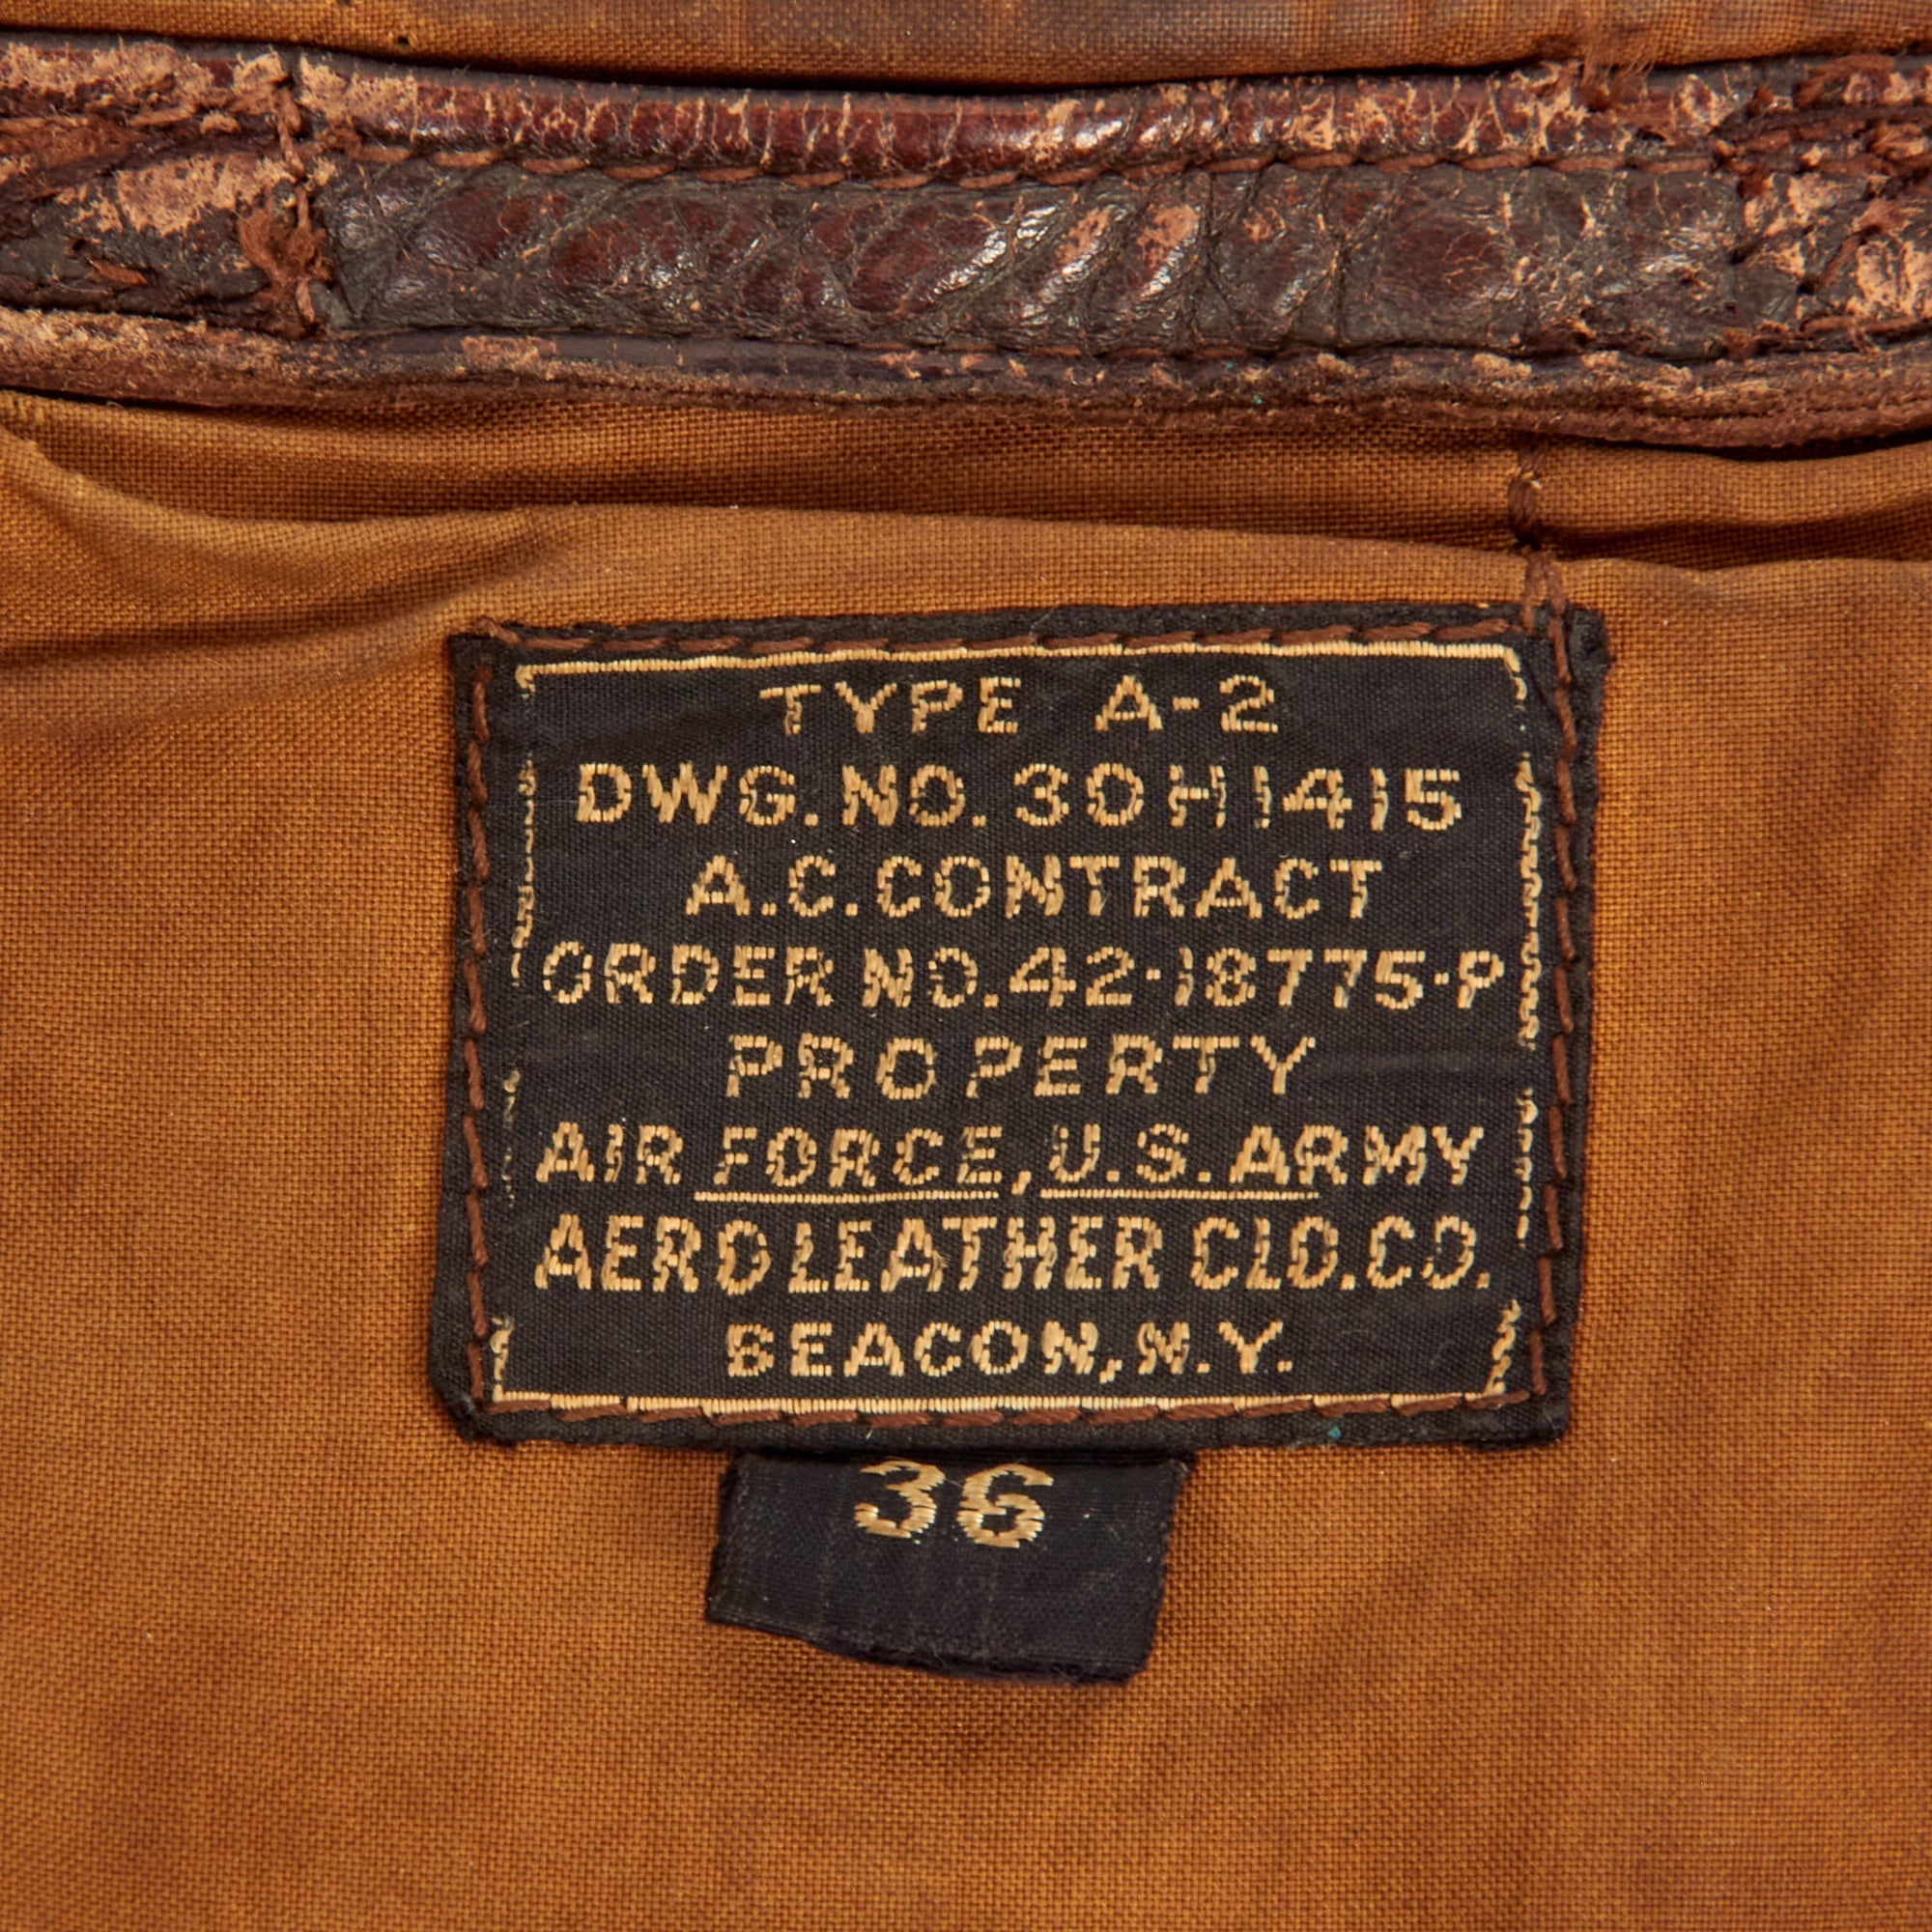 TYPE A-2
DWG. NO. 30H1415
A.C. CONTRACT
ORDER NO. 42-18775-P
PROPERTY
AIR FORCE, U.S. ARMY
AERO LEATHER CLO. CO.
BEACON, N.Y.
36